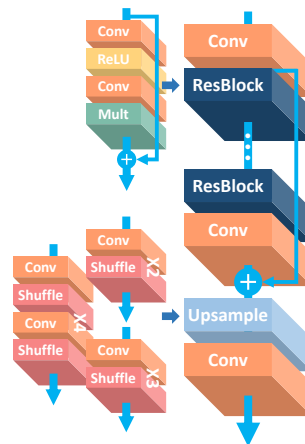 Conv
ReLU
Conv
Mult
Conv
ResBlock
ResBlock
Conv
Upsample
Conv
Conv
Shuffle
X2
Conv
Shuffle
Conv
Shuffle
X4
Conv
Shuffle
X3